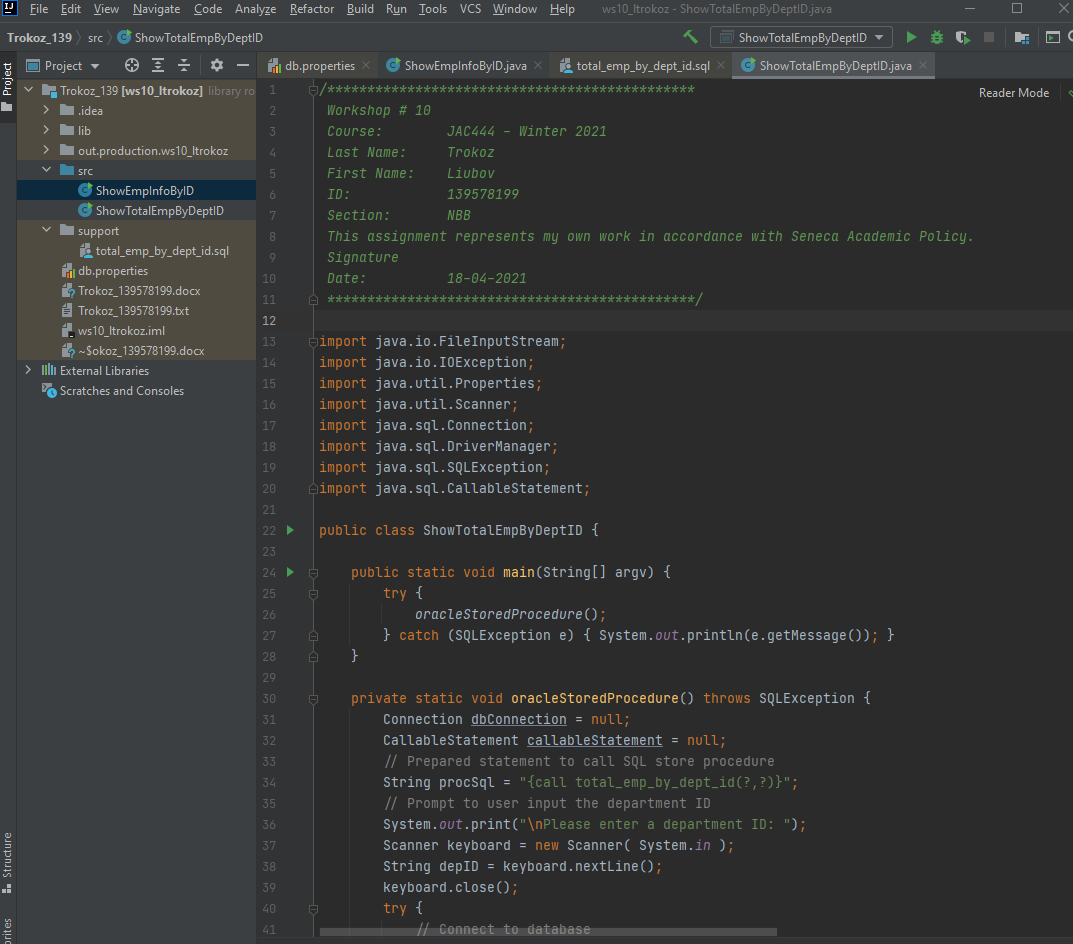 File Edit View Navigate Code Analyze Refactor Build Run Tools VCS Window Help ws10_ltrokoz - ShowTotalEmpByDeptID.java
Trokoz_139 src ShowTotalEmpByDeptID ShowTotalEmpByDeptID
Project
Project
db.properties ShowEmpInfoByID.java total_emp_by_dept_id.sql ShowTotalEmpByDeptID.java
Trokoz_139 [ws10_ltrokoz] library ro
.idea
lib
out.production.ws10_ltrokoz
src
ShowEmpInfoByID
ShowTotalEmpByDeptID
support
total_emp_by_dept_id.sql
db.properties
Trokoz_139578199.docx
Trokoz_139578199.txt
ws10_ltrokoz.iml
~$okoz_139578199.docx
External Libraries
Scratches and Consoles
Structure
orites
Reader Mode
1 /**********************************************
2 Workshop # 10
3 Course: JAC444 - Winter 2021
4 Last Name: Trokoz
5 First Name: Liubov
6 ID: 139578199
7 Section: NBB
8 This assignment represents my own work in accordance with Seneca Academic Policy.
9 Signature
10 Date: 18-04-2021
11 **********************************************/
12
13 import java.io.FileInputStream;
14 import java.io.IOException;
15 import java.util.Properties;
16 import java.util.Scanner;
17 import java.sql.Connection;
18 import java.sql.DriverManager;
19 import java.sql.SQLException;
20 import java.sql.CallableStatement;
21
22 public class ShowTotalEmpByDeptID {
23
24 public static void main(String[] argv) {
25 try {
26 oracleStoredProcedure();
27 } catch (SQLException e) { System.out.println(e.getMessage()); }
28 }
29
30 private static void oracleStoredProcedure() throws SQLException {
31 Connection dbConnection = null;
32 CallableStatement callableStatement = null;
33 // Prepared statement to call SQL store procedure
34 String procSql = "{call total_emp_by_dept_id(?,?)}";
35 // Prompt to user input the department ID
36 System.out.print("\nPlease enter a department ID: ");
37 Scanner keyboard = new Scanner( System.in );
38 String depID = keyboard.nextLine();
39 keyboard.close();
40 try {
41 // Connect to database